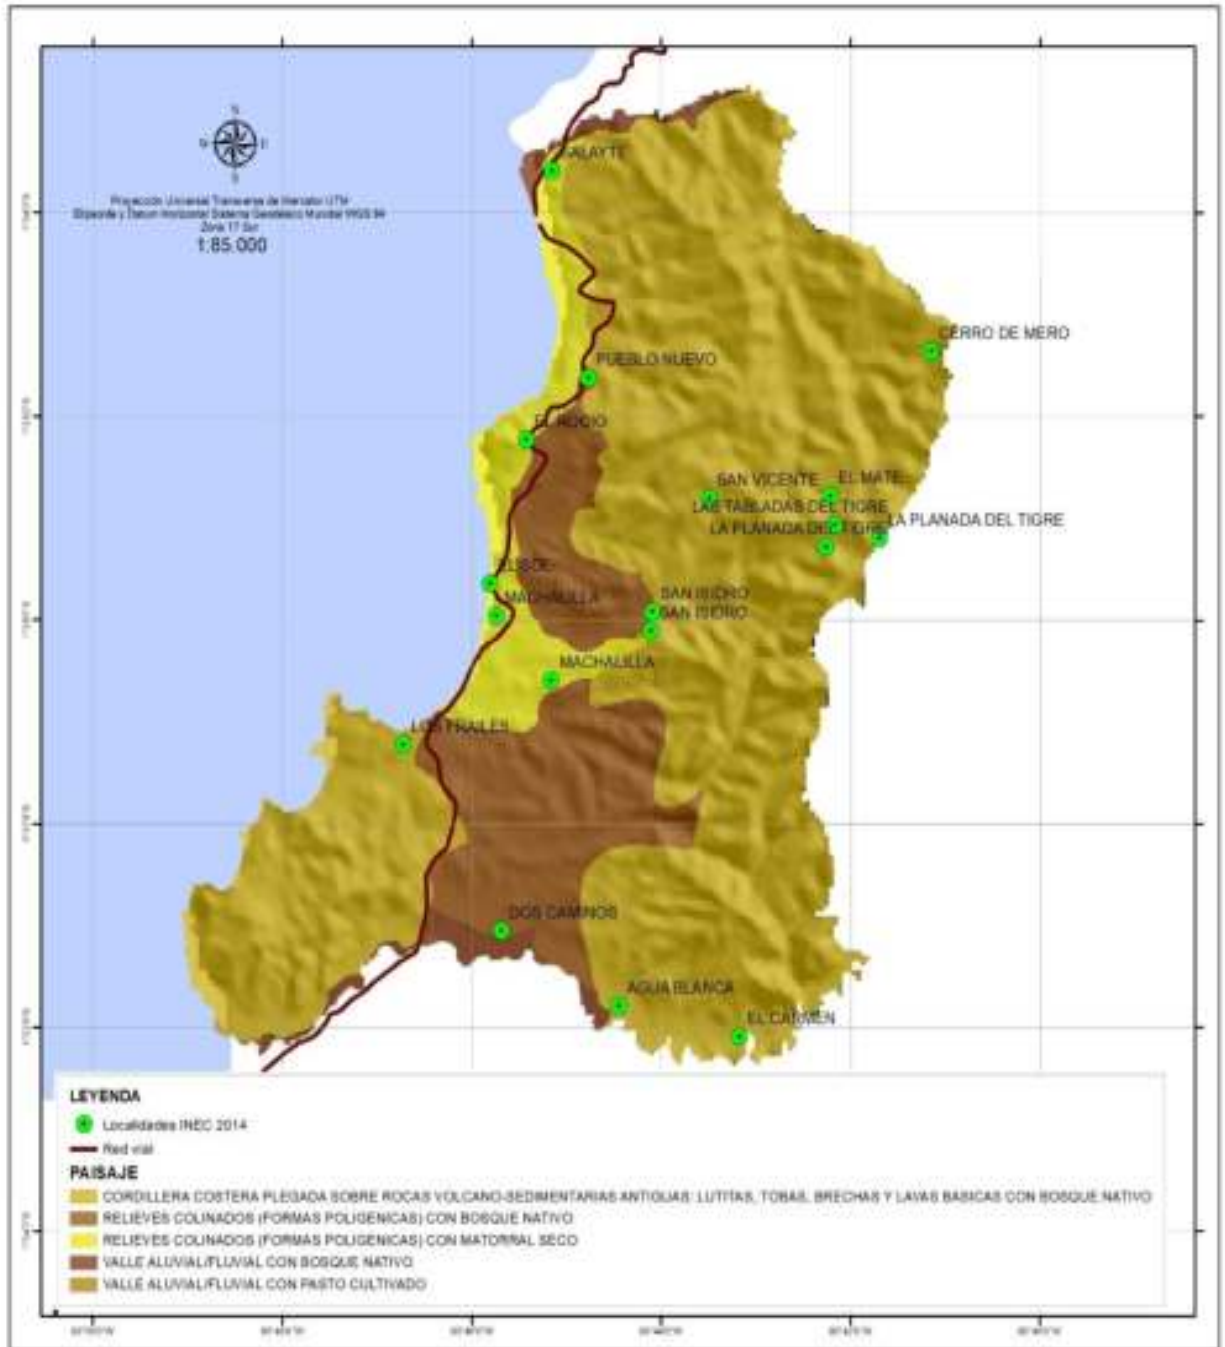 N
Proyección Universal Transversa de Mercator UTM
Elipsoide y Datum Horizontal Sistema Geodésico Mundial WGS 84
Zona 17 Sur
1:85.000
PUEBLO NUEVO
CERRO DE MERO
EL ROCIO
SAN VICENTE
EL MATE
LAS TABLADAS DEL TIGRE
LA PLANADA DEL TIGRE
LA PLANADA DEL TIGRE
SAN ISIDRO
MACHALILLA
SAN ISIDRO
MACHALILLA
LOS FRAILES
DOS CAMINOS
AGUA BLANCA
EL CARMEN
LEYENDA
Localidades INEC 2014
Red vial
PAISAJE
CORDILLERA COSTERA PLEGADA SOBRE ROCAS VOLCANO-SEDIMENTARIAS ANTIGUAS: LUTITAS, TOBAS, BRECHAS Y LAVAS BASICAS CON BOSQUE NATIVO
RELIEVES COLINADOS (FORMAS POLIGENICAS) CON BOSQUE NATIVO
RELIEVES COLINADOS (FORMAS POLIGENICAS) CON MATORRAL SECO
VALLE ALUVIAL/FLUVIAL CON BOSQUE NATIVO
VALLE ALUVIAL/FLUVIAL CON PASTO CULTIVADO